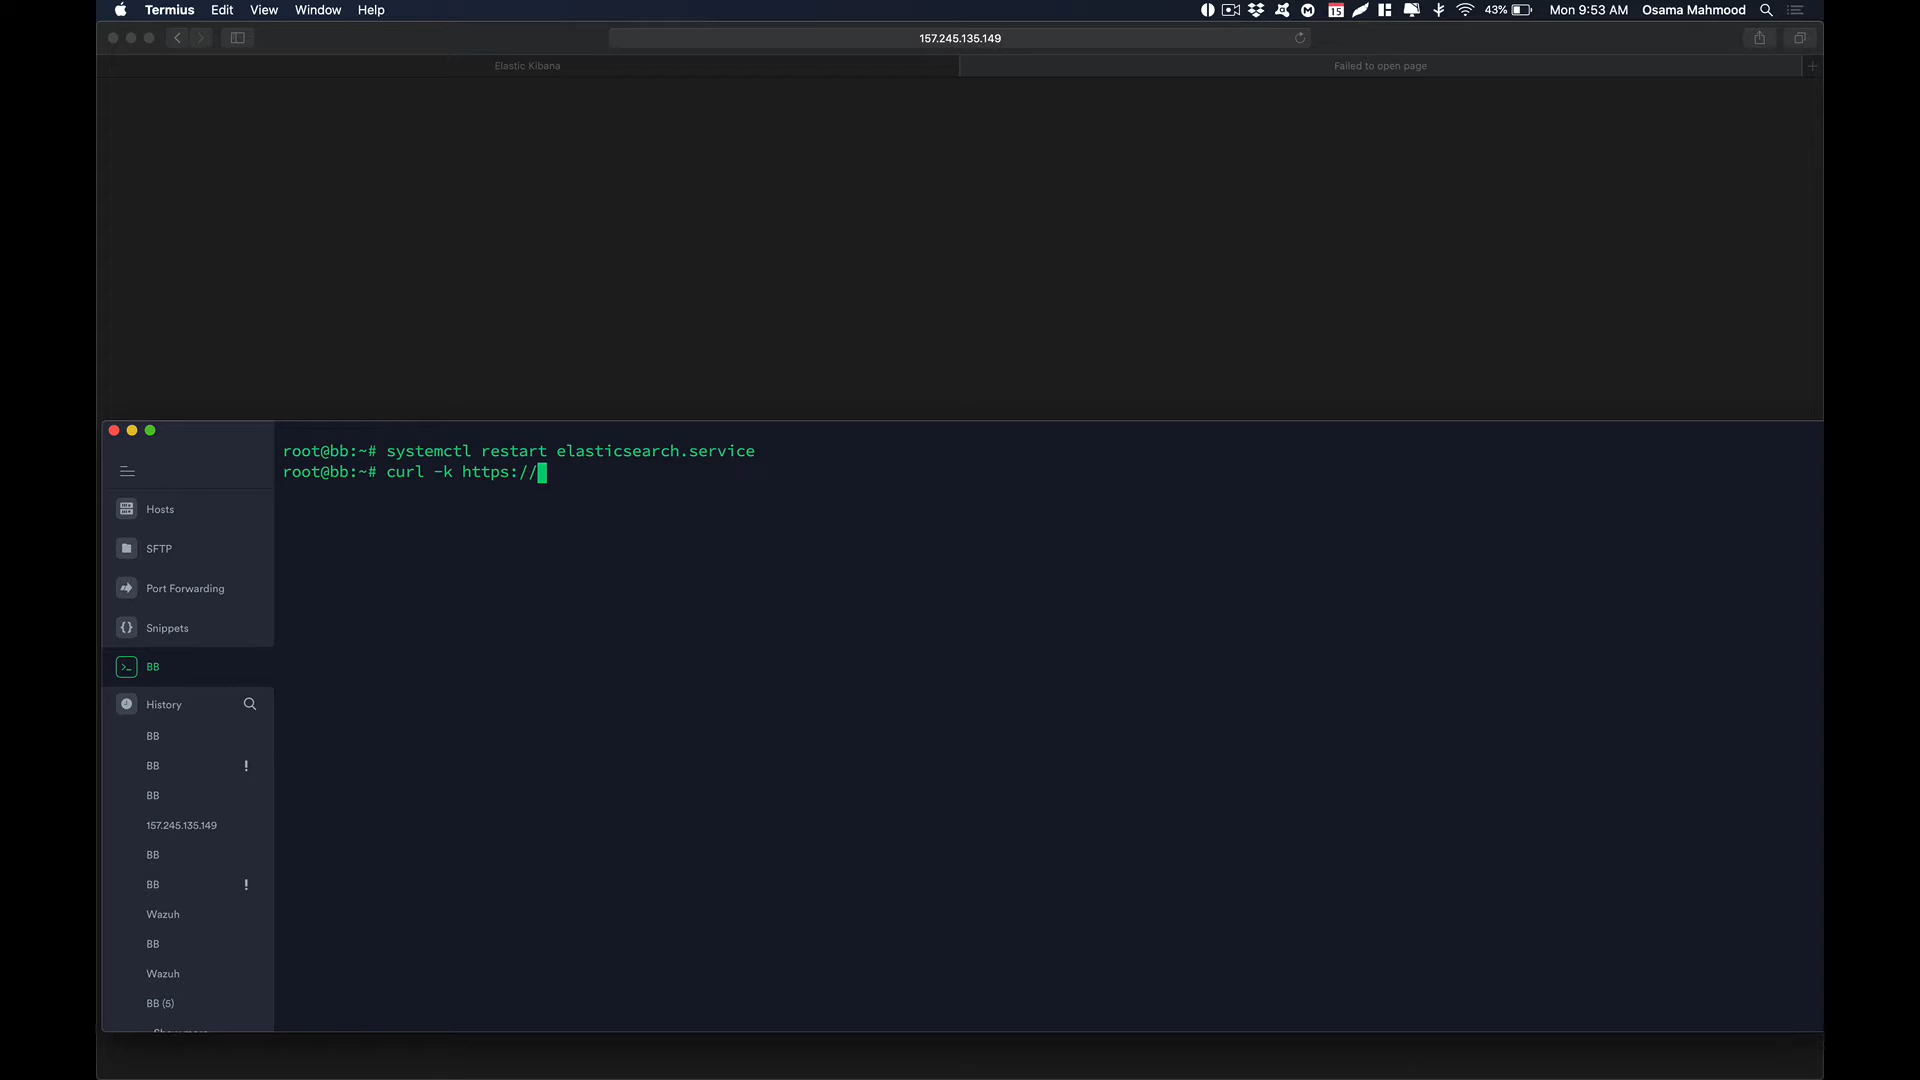 Termius Edit View Window Help 15 43% Mon 9:53 AM Osama Mahmood
157.245.135.149
Elastic Kibana Failed to open page
root@bb:~# systemctl restart elasticsearch.service
root@bb:~# curl -k https://
Hosts
SFTP
Port Forwarding
Snippets
BB
History
BB
BB !
BB
157.245.135.149
BB
BB !
Wazuh
BB
Wazuh
BB (5)